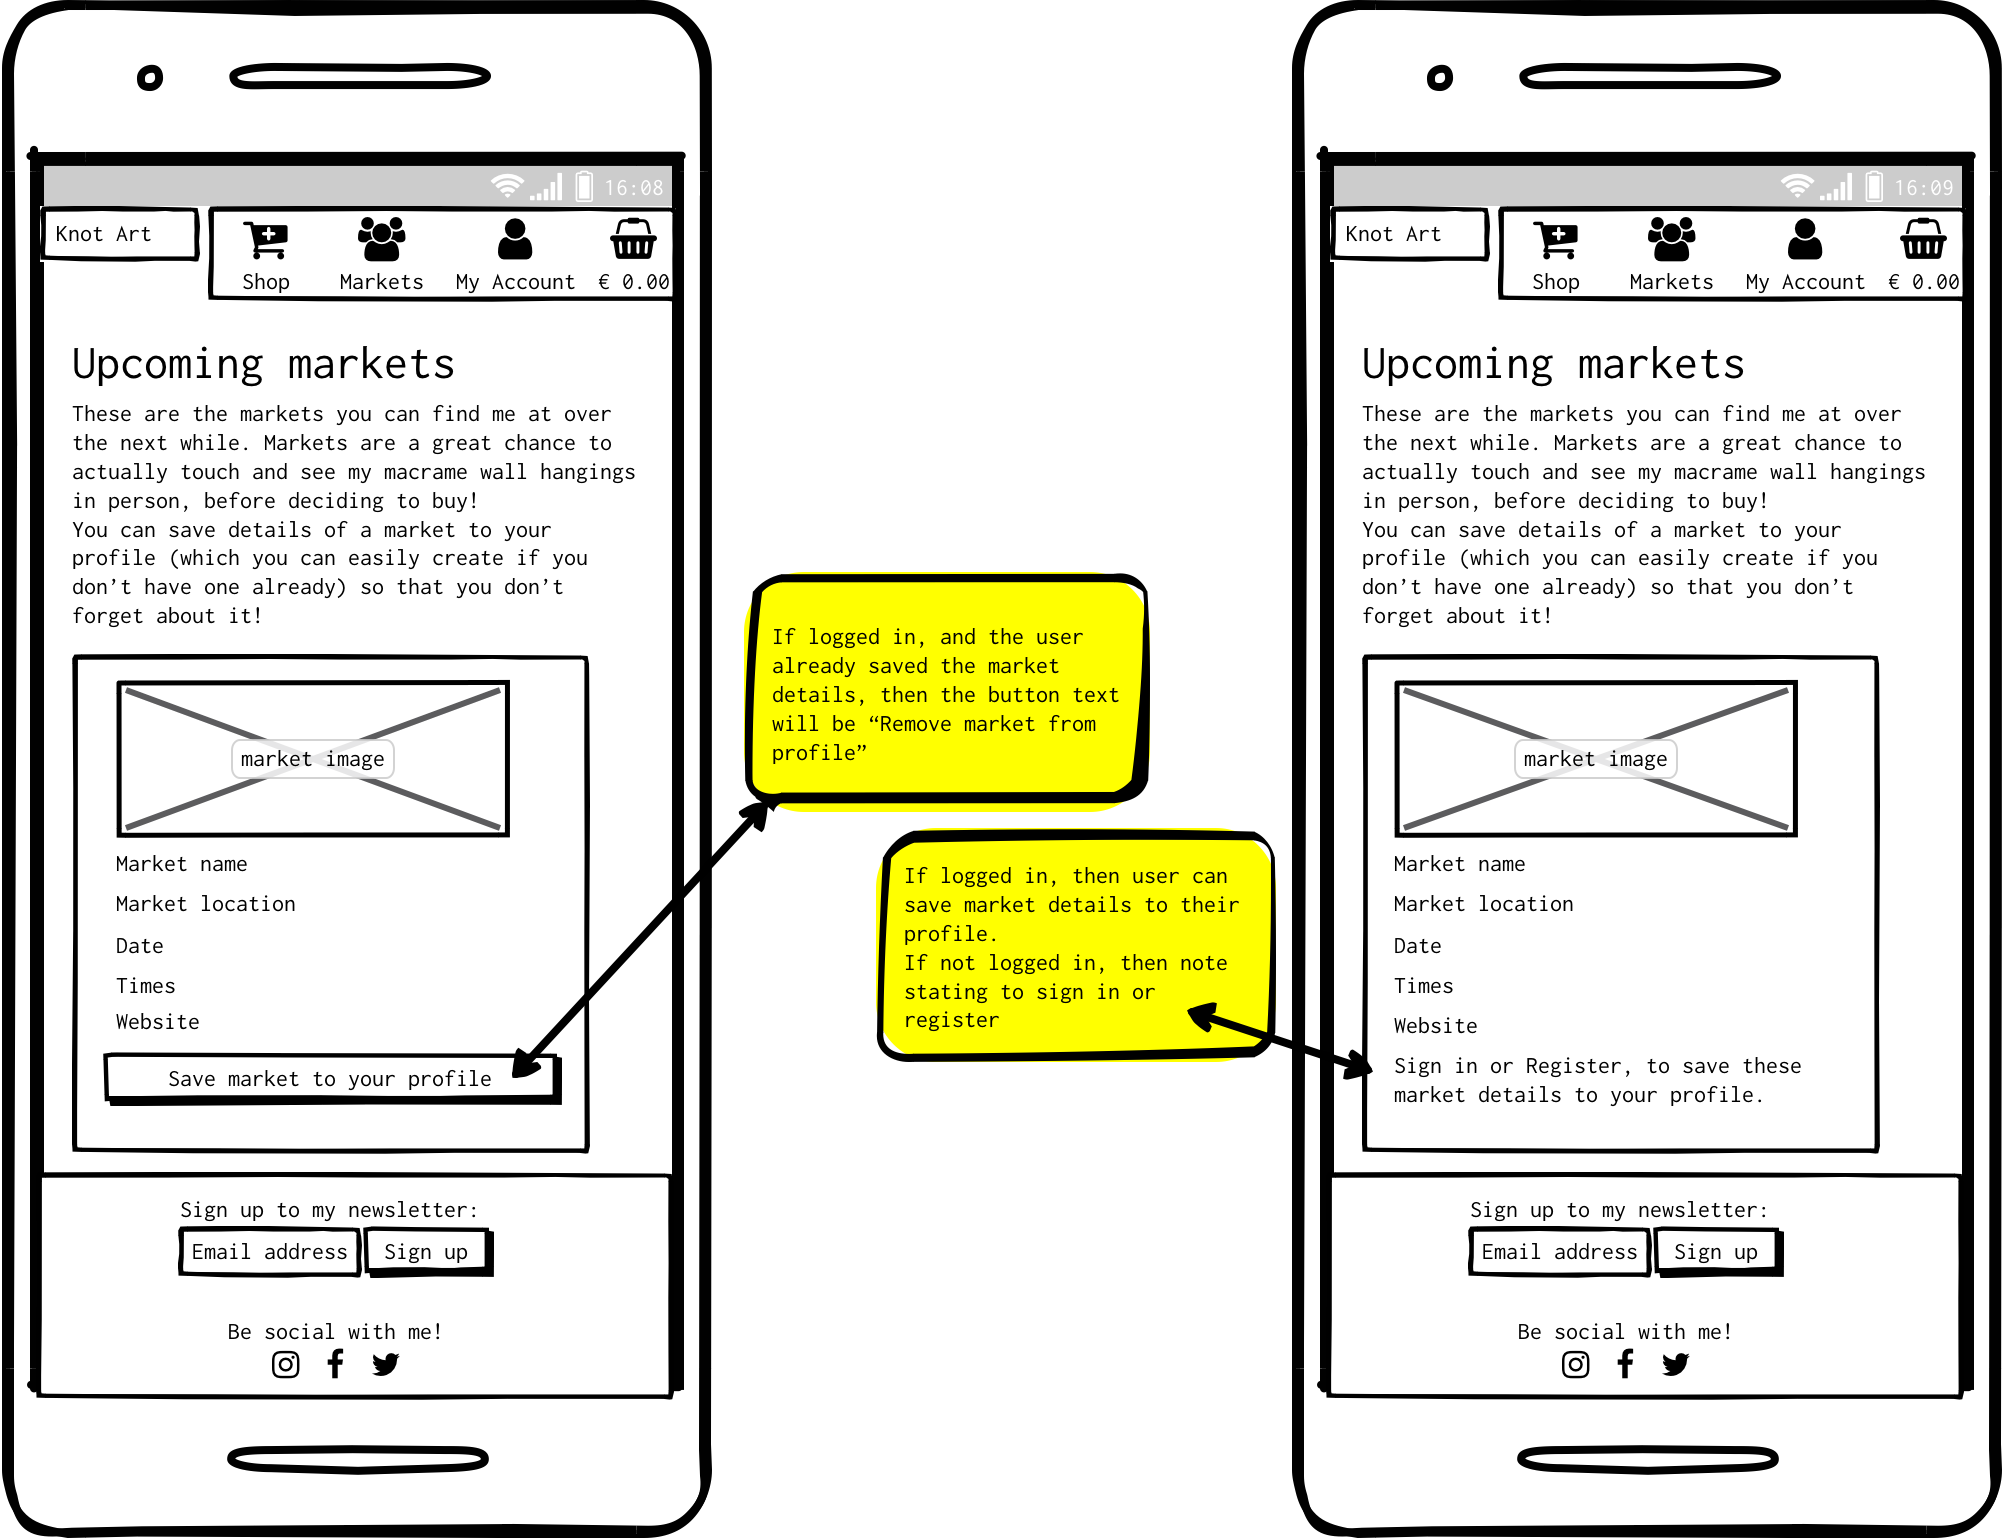 16:08
Knot Art
Shop
Markets
My Account
€ 0.00
Upcoming markets
These are the markets you can find me at over
the next while. Markets are a great chance to
actually touch and see my macrame wall hangings
in person, before deciding to buy!
You can save details of a market to your
profile (which you can easily create if you
don’t have one already) so that you don’t
forget about it!
market image
Market name
Market location
Date
Times
Website
Save market to your profile
Sign up to my newsletter:
Email address
Sign up
Be social with me!
If logged in, and the user
already saved the market
details, then the button text
will be “Remove market from
profile”
If logged in, then user can
save market details to their
profile.
If not logged in, then note
stating to sign in or
register
16:09
Knot Art
Shop
Markets
My Account
€ 0.00
Upcoming markets
These are the markets you can find me at over
the next while. Markets are a great chance to
actually touch and see my macrame wall hangings
in person, before deciding to buy!
You can save details of a market to your
profile (which you can easily create if you
don’t have one already) so that you don’t
forget about it!
market image
Market name
Market location
Date
Times
Website
Sign in or Register, to save these
market details to your profile.
Sign up to my newsletter:
Email address
Sign up
Be social with me!